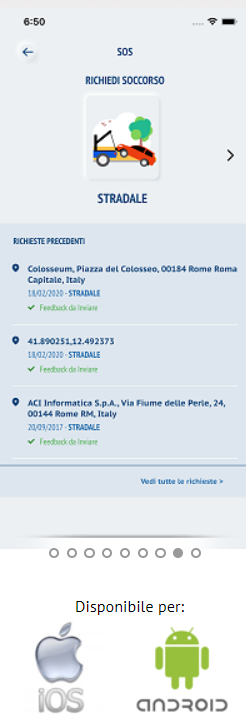 6:50
SOS
RICHIEDI SOCCORSO
STRADALE
RICHIESTE PRECEDENTI
Colosseum, Piazza del Colosseo, 00184 Rome Roma
Capitale, Italy
18/02/2020 - STRADALE
Feedback da Inviare
41.890251,12.492373
18/02/2020 - STRADALE
Feedback da Inviare
ACI Informatica S.p.A., Via Fiume delle Perle, 24,
00144 Rome RM, Italy
20/09/2017 - STRADALE
Feedback da Inviare
Vedi tutte le richieste >
Disponibile per:
iOS
ANDROID